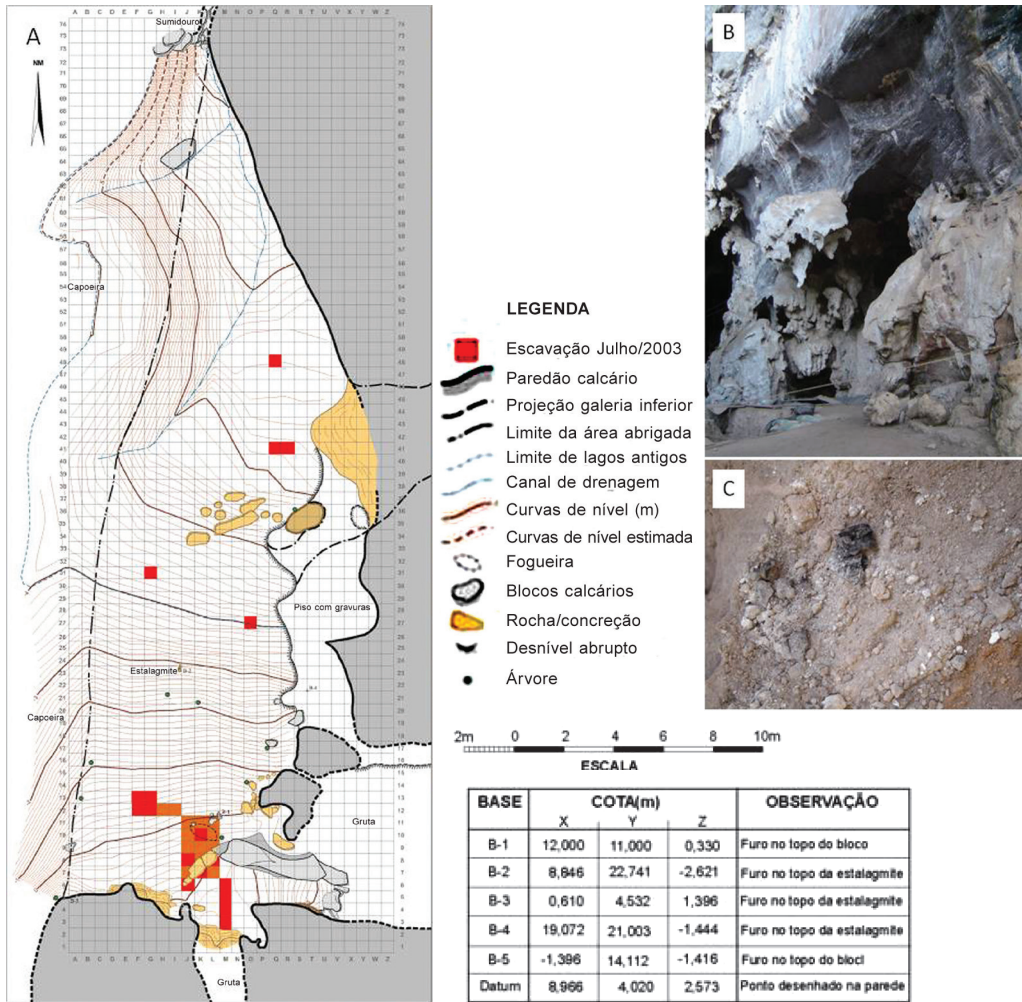 A
Sumidouro
NM
Capoeira
Piso com gravuras
Estalagmite
Capoeira
Gruta
Gruta
A B C D E F G H I J K L M N O P Q R S T U V W X Z
LEGENDA
Escavação Julho/2003
Paredão calcário
Projeção galeria inferior
Limite da área abrigada
Limite de lagos antigos
Canal de drenagem
Curvas de nível (m)
Curvas de nível estimada
Fogueira
Blocos calcários
Rocha/concreção
Desnível abrupto
Árvore
2m 0 2 4 6 8 10m
ESCALA
BASE COTA(m) OBSERVAÇÃO
X Y Z
B-1 12,000 11,000 0,330 Furo no topo do bloco
B-2 8,846 22,741 -2,621 Furo no topo da estalagmite
B-3 0,610 4,532 1,396 Furo no topo da estalagmite
B-4 19,072 21,003 -1,444 Furo no topo da estalagmite
B-5 -1,396 14,112 -1,416 Furo no topo do blocl
Datum 8,966 4,020 2,573 Ponto desenhado na parede
B
C